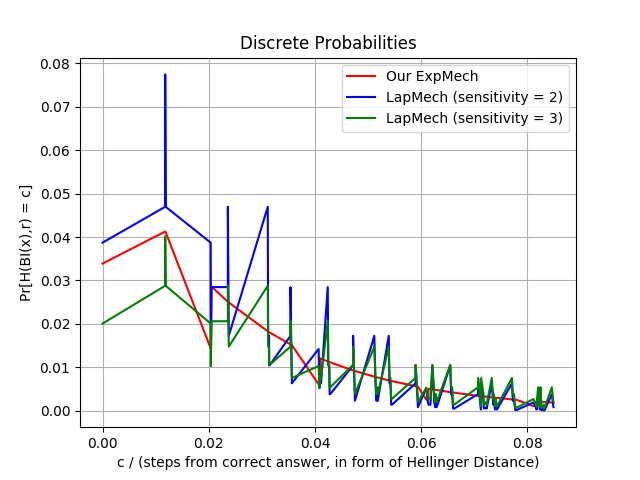 Discrete Probabilities
Our ExpMech
LapMech (sensitivity = 2)
LapMech (sensitivity = 3)
Pr[H(BI(x),r) = c]
0.08
0.07
0.06
0.05
0.04
0.03
0.02
0.01
0.00
0.00 0.02 0.04 0.06 0.08
c / (steps from correct answer, in form of Hellinger Distance)